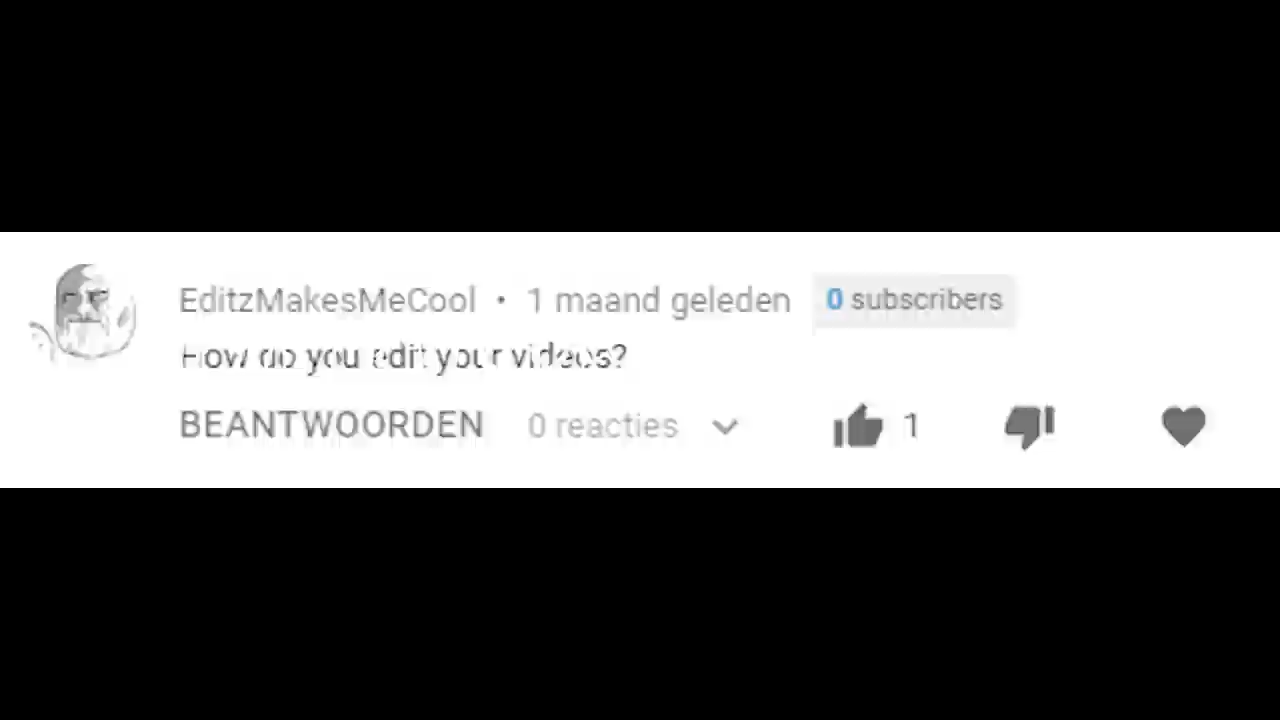 EditzMakesMeCool • 1 maand geleden 0 subscribers
How do you edit your videos?
BEANTWOORDEN 0 reacties 1